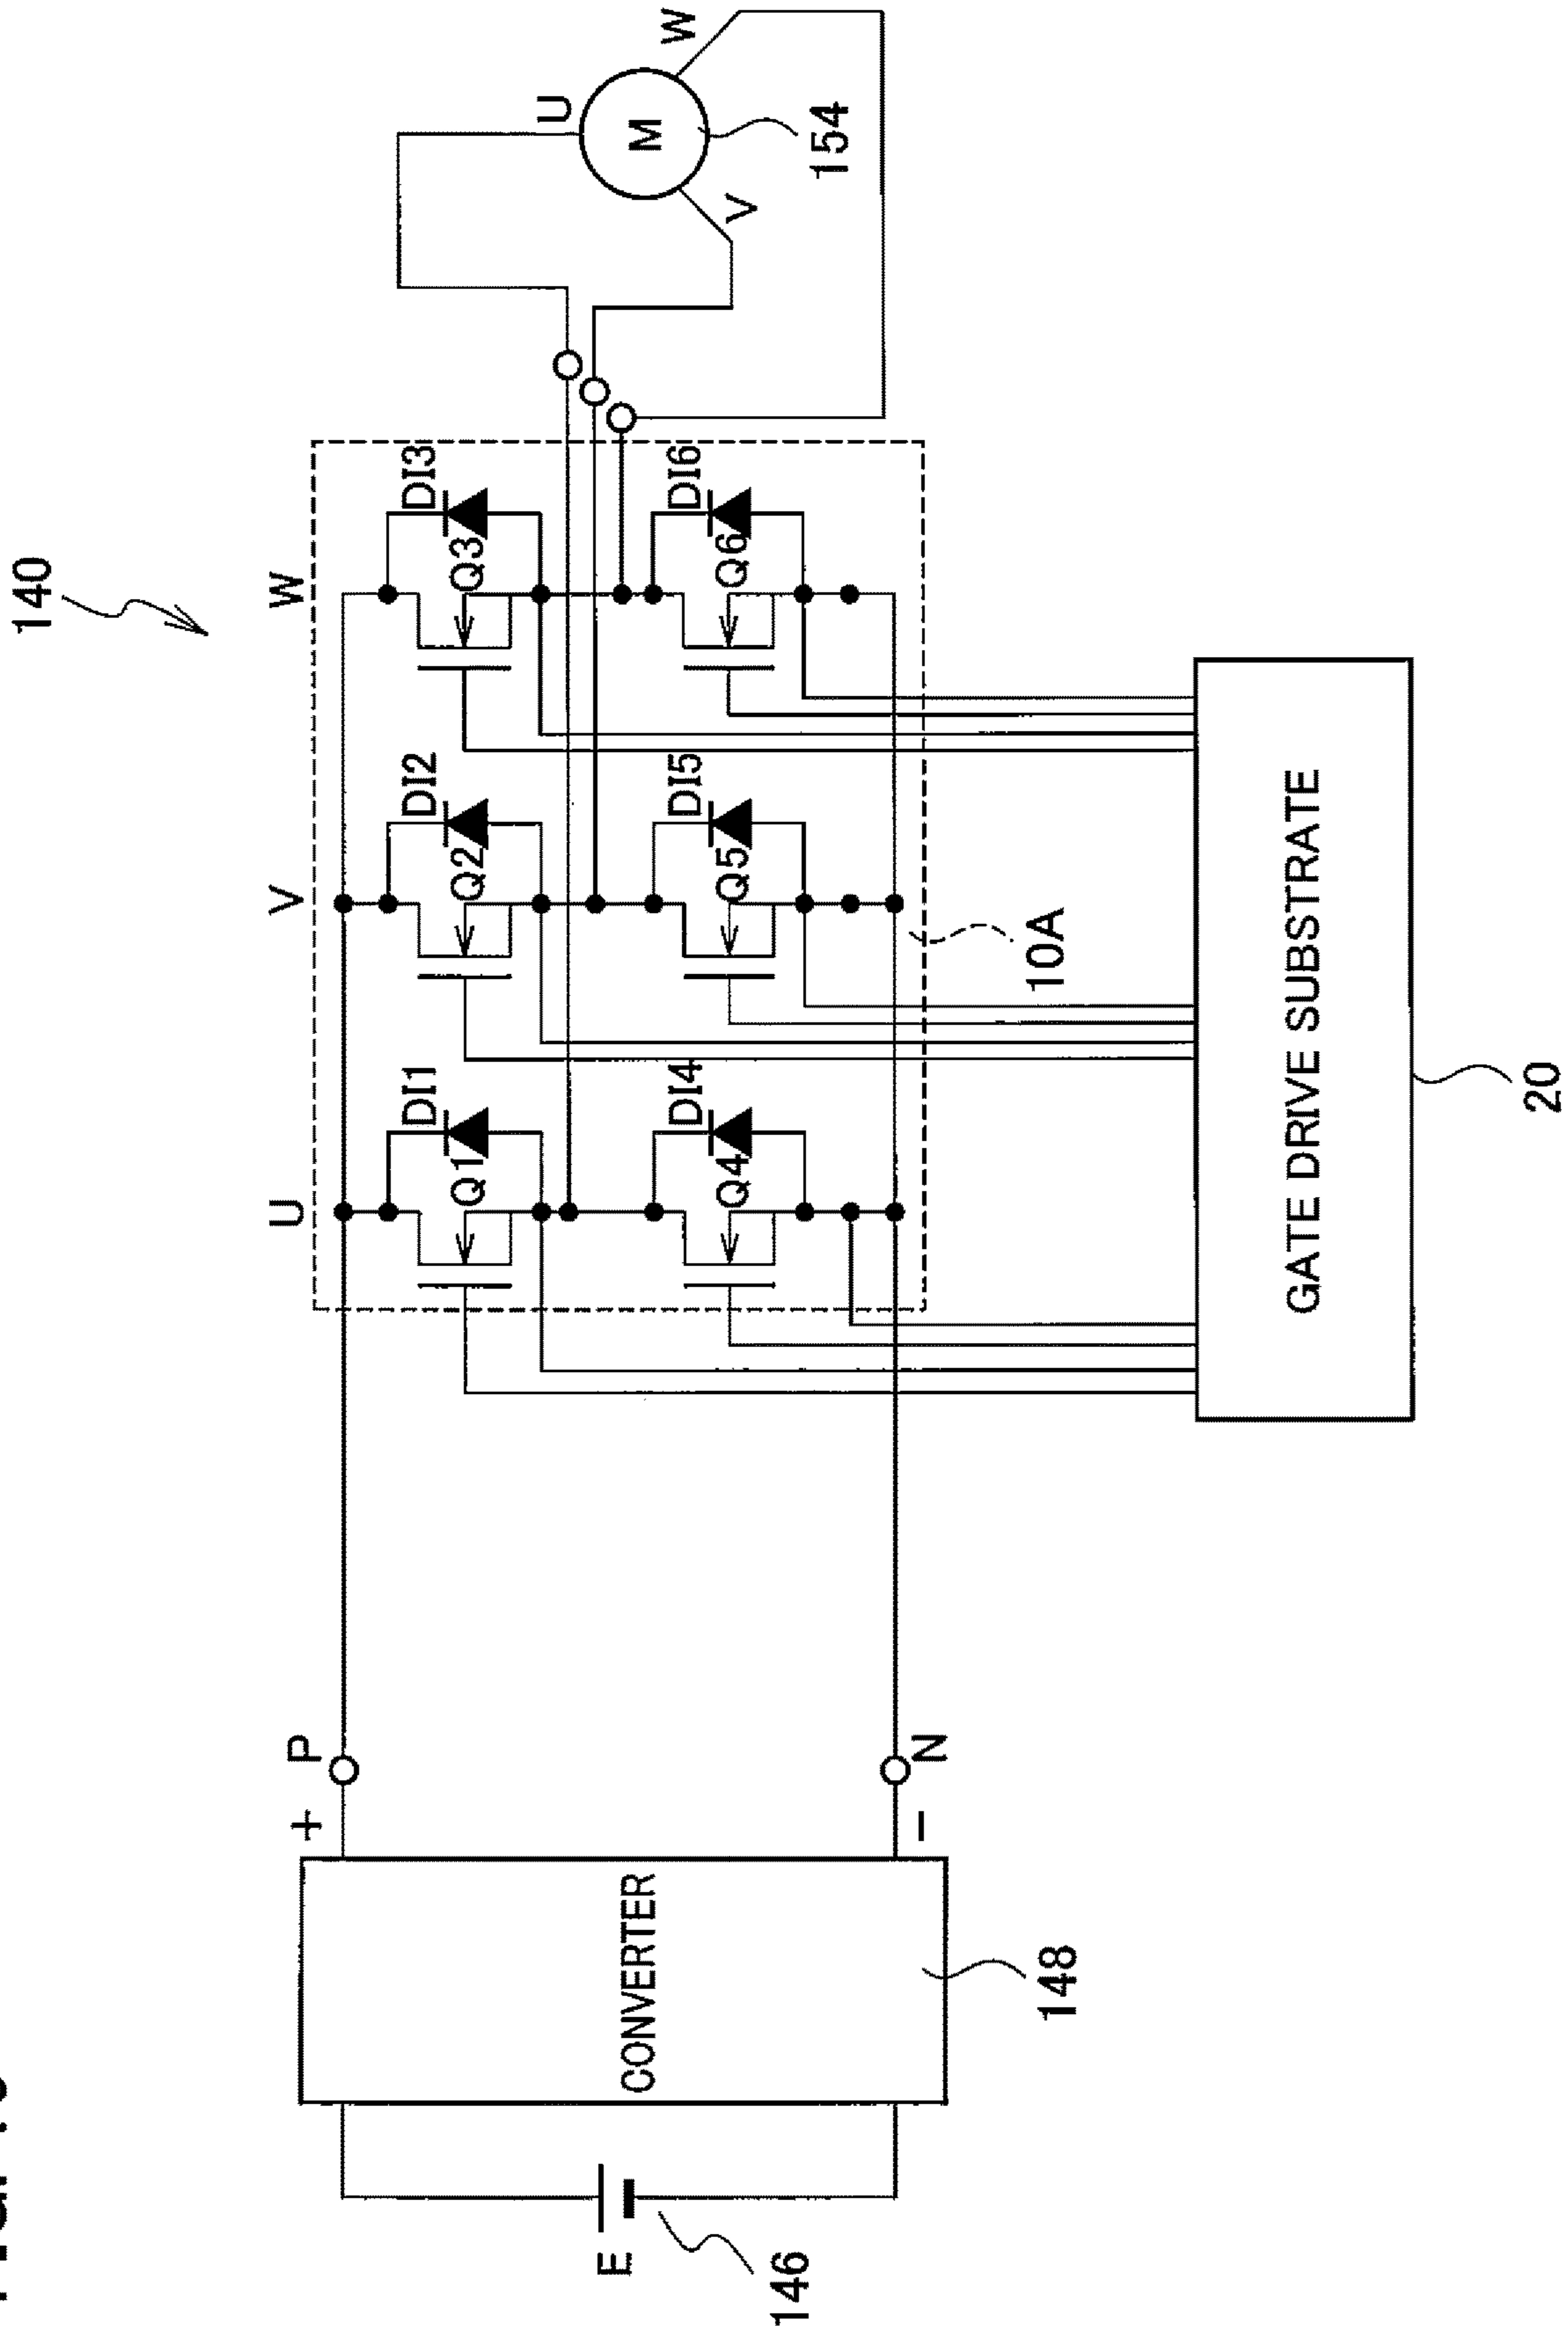 140
U
V
W
P
+
DI1
DI2
DI3
Q1
Q2
Q3
U
W
M
V
154
E
146
CONVERTER
148
DI4
DI5
DI6
Q4
Q5
Q6
−
N
10A
GATE DRIVE SUBSTRATE
20